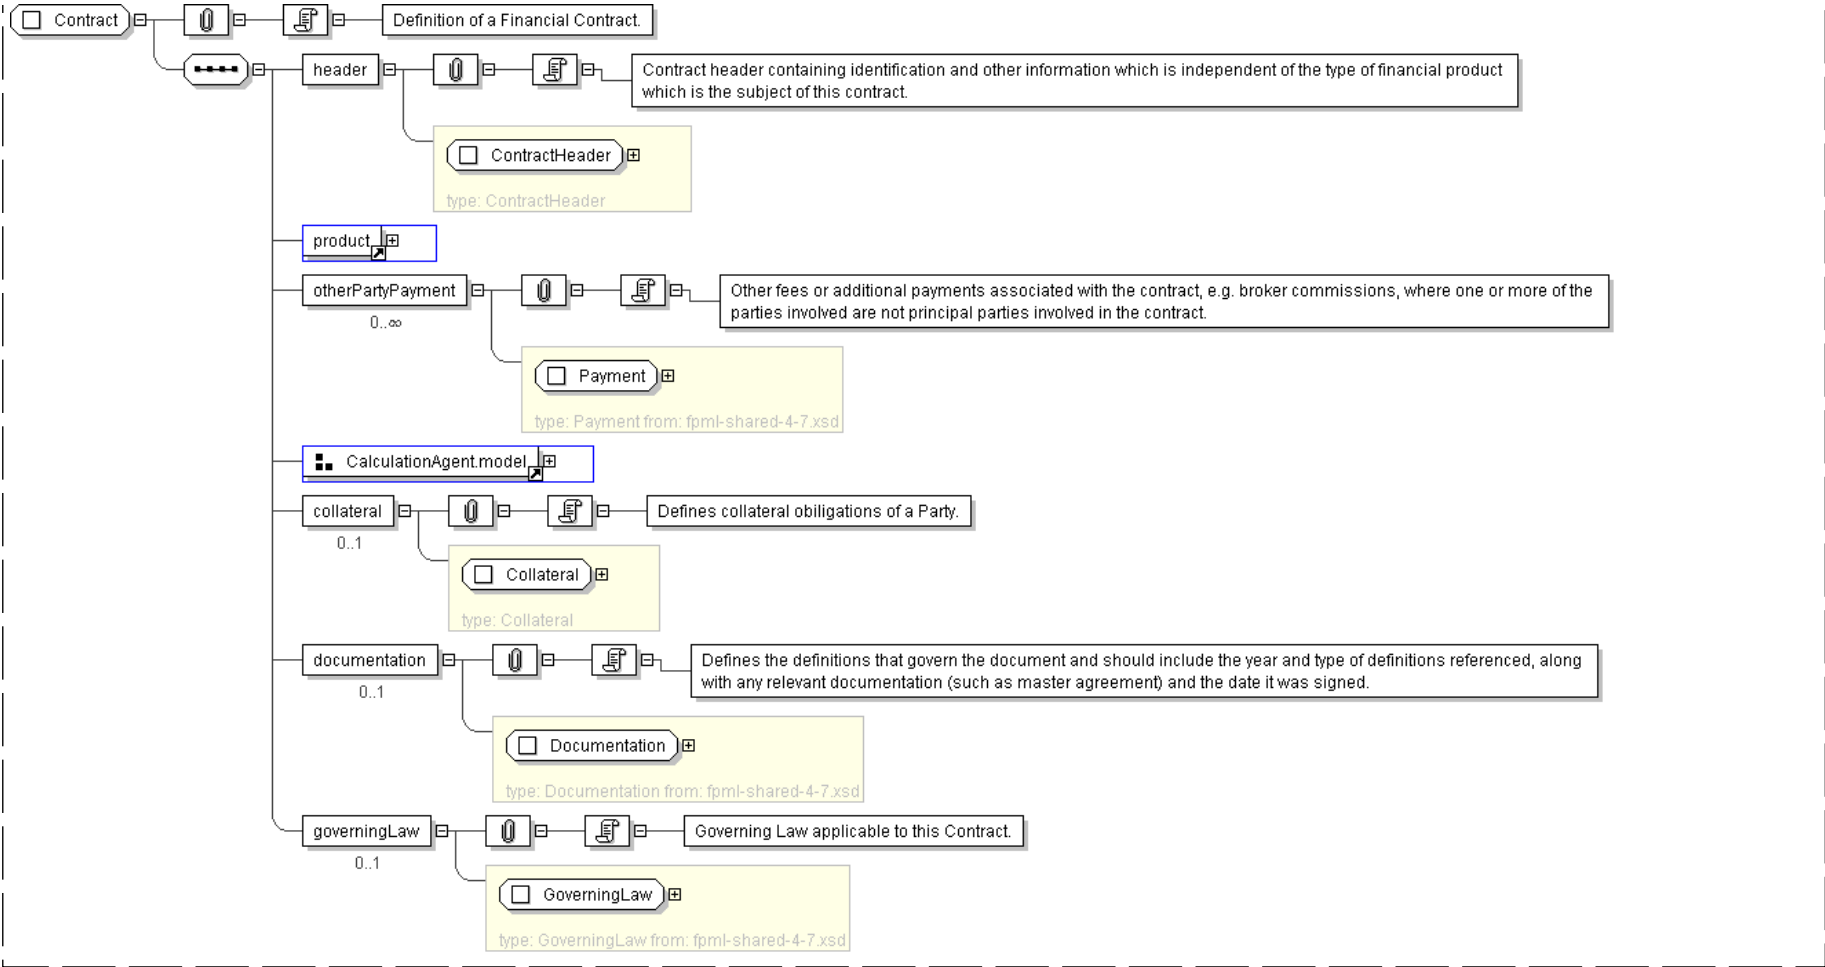 Contract
Definition of a Financial Contract.
header
Contract header containing identification and other information which is independent of the type of financial product
which is the subject of this contract.
ContractHeader
type: ContractHeader
product
otherPartyPayment
0..∞
Other fees or additional payments associated with the contract, e.g. broker commissions, where one or more of the
parties involved are not principal parties involved in the contract.
Payment
type: Payment from: fpml-shared-4-7.xsd
CalculationAgent.model
collateral
0..1
Defines collateral obiligations of a Party.
Collateral
type: Collateral
documentation
0..1
Defines the definitions that govern the document and should include the year and type of definitions referenced, along
with any relevant documentation (such as master agreement) and the date it was signed.
Documentation
type: Documentation from: fpml-shared-4-7.xsd
governingLaw
0..1
Governing Law applicable to this Contract.
GoverningLaw
type: GoverningLaw from: fpml-shared-4-7.xsd